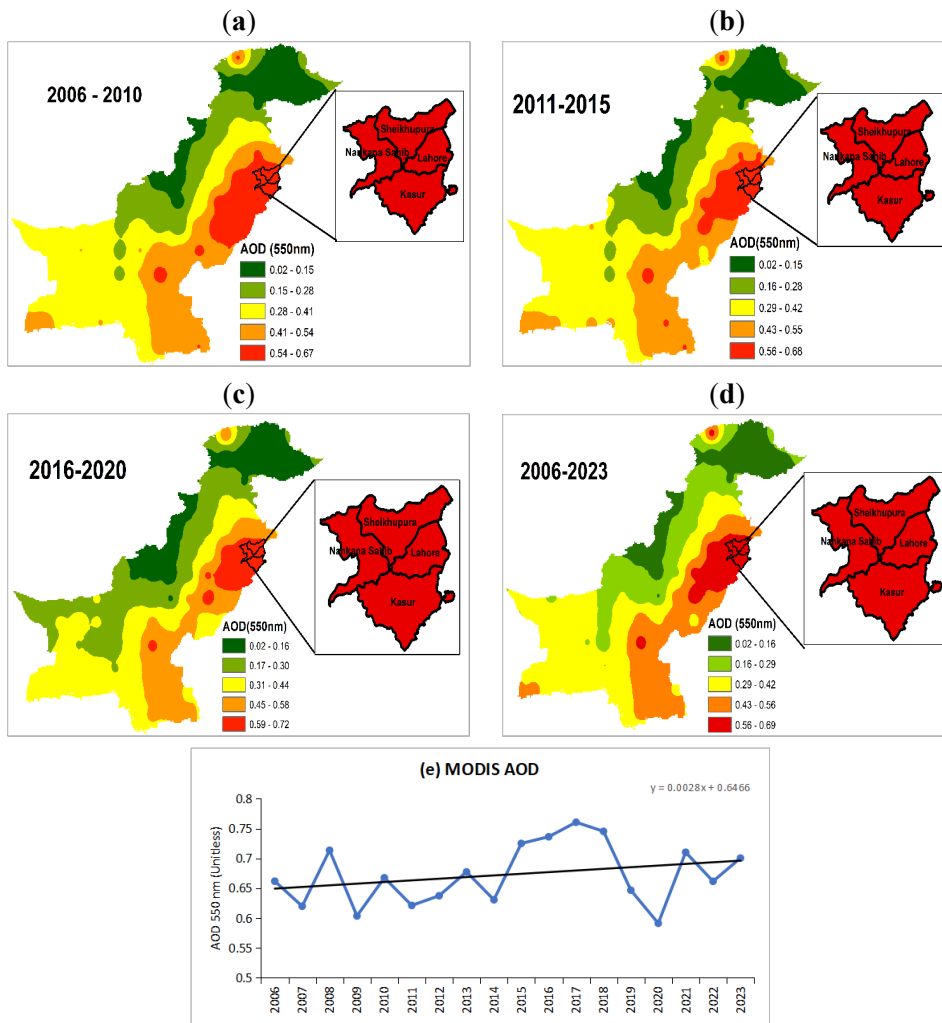 (a)
2006 - 2010
Sheikhupura
Nankana Sahib
Lahore
Kasur
AOD (550nm)
0.02 - 0.15
0.15 - 0.28
0.28 - 0.41
0.41 - 0.54
0.54 - 0.67
(b)
2011-2015
Sheikhupura
Nankana Sahib
Lahore
Kasur
AOD (550nm)
0.02 - 0.15
0.16 - 0.28
0.29 - 0.42
0.43 - 0.55
0.56 - 0.68
(c)
2016-2020
Sheikhupura
Nankana Sahib
Lahore
Kasur
AOD(550nm)
0.02 - 0.16
0.17 - 0.30
0.31 - 0.44
0.45 - 0.58
0.59 - 0.72
(d)
2006-2023
Sheikhupura
Nankana Sahib
Lahore
Kasur
AOD(550nm)
0.02 - 0.16
0.16 - 0.29
0.29 - 0.42
0.43 - 0.56
0.56 - 0.69
(e) MODIS AOD
y = 0.0028x + 0.6466
AOD 550 nm (Unitless)
0.8
0.75
0.7
0.65
0.6
0.55
0.5
2006
2007
2008
2009
2010
2011
2012
2013
2014
2015
2016
2017
2018
2019
2020
2021
2022
2023